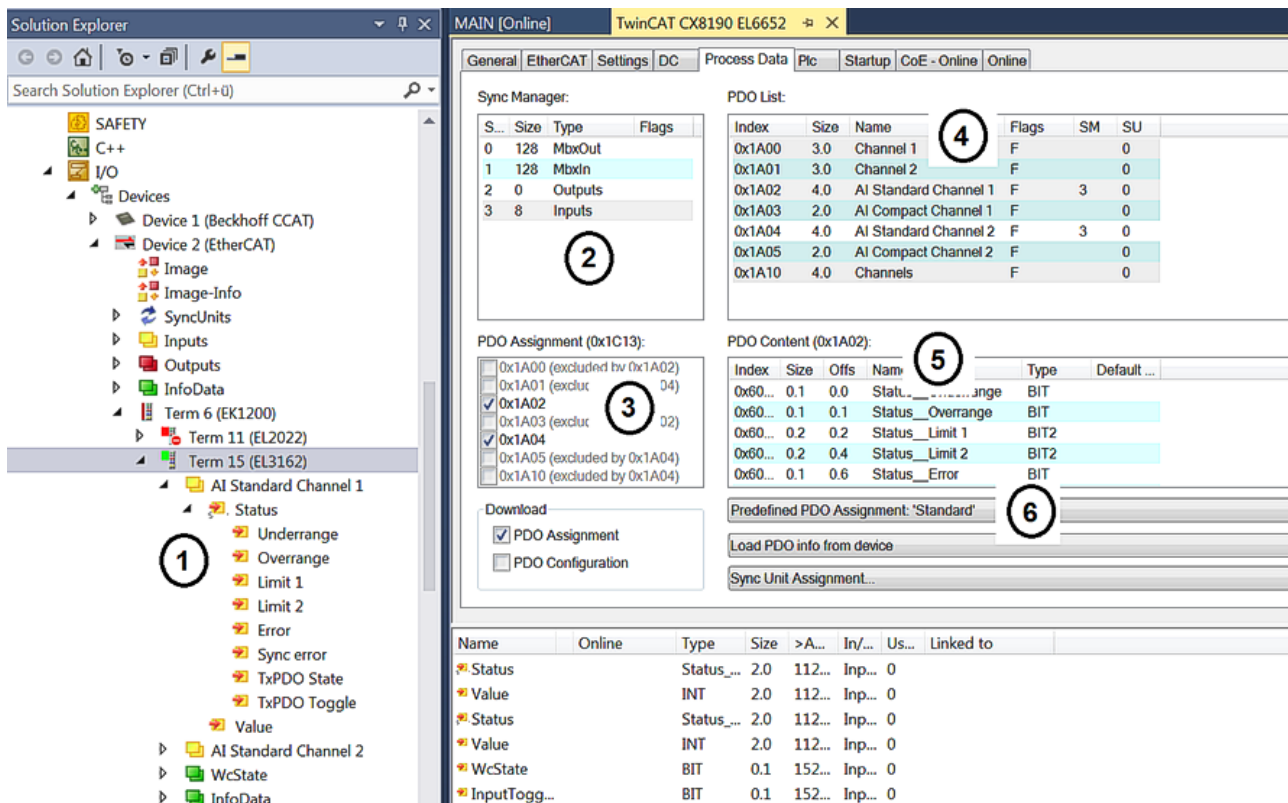 Solution Explorer
Search Solution Explorer (Ctrl+ü)
SAFETY
C++
I/O
Devices
Device 1 (Beckhoff CCAT)
Device 2 (EtherCAT)
Image
Image-Info
SyncUnits
Inputs
Outputs
InfoData
Term 6 (EK1200)
Term 11 (EL2022)
Term 15 (EL3162)
AI Standard Channel 1
Status
Underrange
Overrange
1
Limit 1
Limit 2
Error
Sync error
TxPDO State
TxPDO Toggle
Value
AI Standard Channel 2
WcState
InfoData
MAIN [Online] TwinCAT CX8190 EL6652
General EtherCAT Settings DC Process Data Plc Startup CoE - Online Online
Sync Manager:
S... Size Type Flags
0 128 MbxOut
1 128 MbxIn
2 0 Outputs
3 8 Inputs
2
PDO List:
Index Size Name 4 Flags SM SU
0x1A00 3.0 Channel 1 F 0
0x1A01 3.0 Channel 2 F 0
0x1A02 4.0 AI Standard Channel 1 F 3 0
0x1A03 2.0 AI Compact Channel 1 F 0
0x1A04 4.0 AI Standard Channel 2 F 3 0
0x1A05 2.0 AI Compact Channel 2 F 0
0x1A10 4.0 Channels F 0
PDO Assignment (0x1C13):
0x1A00 (excluded by 0x1A02)
0x1A01 (exclu 04)
0x1A02 3
0x1A03 (exclu 02)
0x1A04
0x1A05 (excluded by 0x1A04)
0x1A10 (excluded by 0x1A04)
PDO Content (0x1A02):
Index Size Offs 5 Type Default ...
0x60... 0.1 0.0 BIT
0x60... 0.1 0.1 Status__Overrange BIT
0x60... 0.2 0.2 Status__Limit 1 BIT2
0x60... 0.2 0.4 Status__Limit 2 BIT2
0x60... 0.1 0.6 Status__Error BIT
Download
PDO Assignment
PDO Configuration
Predefined PDO Assignment: 'Standard' 6
Load PDO info from device
Sync Unit Assignment...
Name Online Type Size >A... In/... Us... Linked to
Status Status_... 2.0 112... Inp... 0
Value INT 2.0 112... Inp... 0
Status Status_... 2.0 112... Inp... 0
Value INT 2.0 112... Inp... 0
WcState BIT 0.1 152... Inp... 0
InputTogg... BIT 0.1 152... Inp... 0